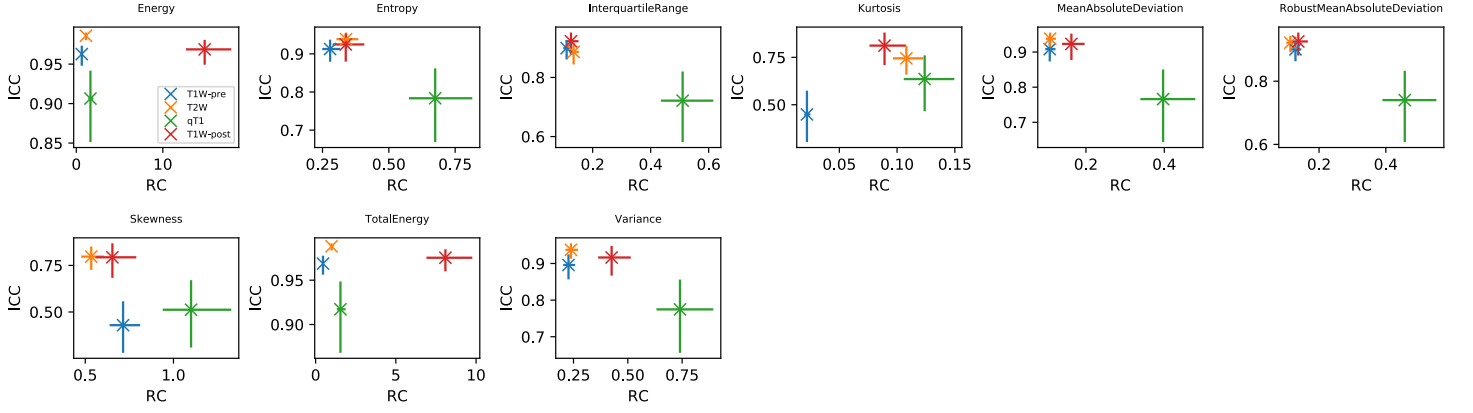 Energy
ICC
0.95
0.90
0.85
0
10
RC
T1W-pre
T2W
qT1
T1W-post
Entropy
ICC
0.9
0.8
0.7
0.25
0.50
0.75
RC
InterquartileRange
ICC
0.8
0.6
0.2
0.4
0.6
RC
Kurtosis
ICC
0.75
0.50
0.05
0.10
0.15
RC
MeanAbsoluteDeviation
ICC
0.9
0.8
0.7
0.2
0.4
RC
RobustMeanAbsoluteDeviation
ICC
0.8
0.6
0.2
0.4
RC
Skewness
ICC
0.75
0.50
0.5
1.0
RC
TotalEnergy
ICC
0.95
0.90
0
5
10
RC
Variance
ICC
0.9
0.8
0.7
0.25
0.50
0.75
RC